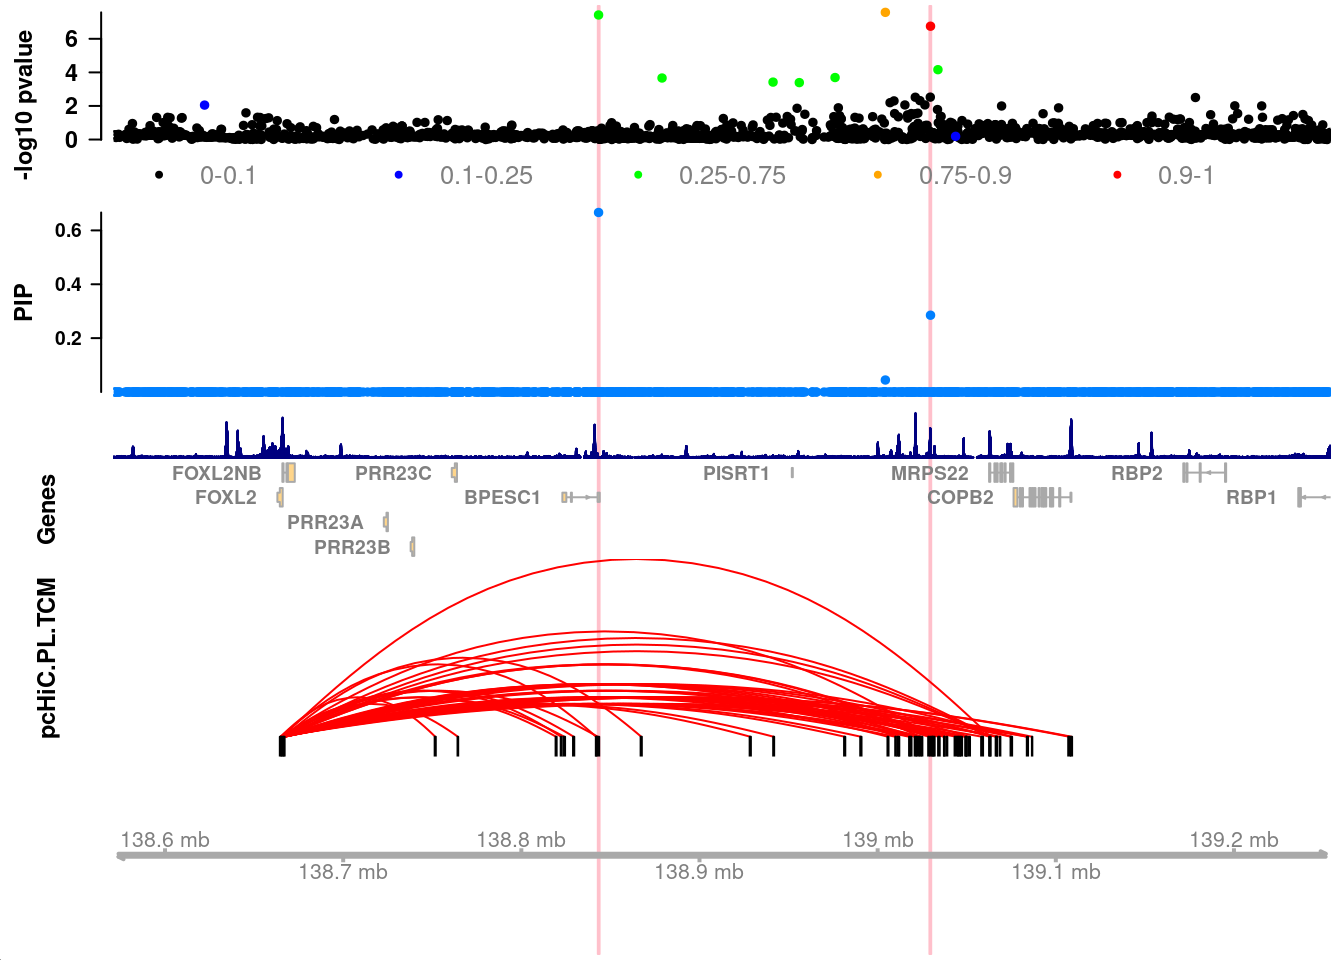 -log10 pvalue
6
4
2
0
0-0.1
0.1-0.25
0.25-0.75
0.75-0.9
0.9-1
PIP
0.6
0.4
0.2
Genes
FOXL2NB
PRR23C
PISRT1
MRPS22
RBP2
FOXL2
BPESC1
COPB2
RBP1
PRR23A
PRR23B
pcHiC.PL.TCM
138.6 mb
138.8 mb
139 mb
139.2 mb
138.7 mb
138.9 mb
139.1 mb